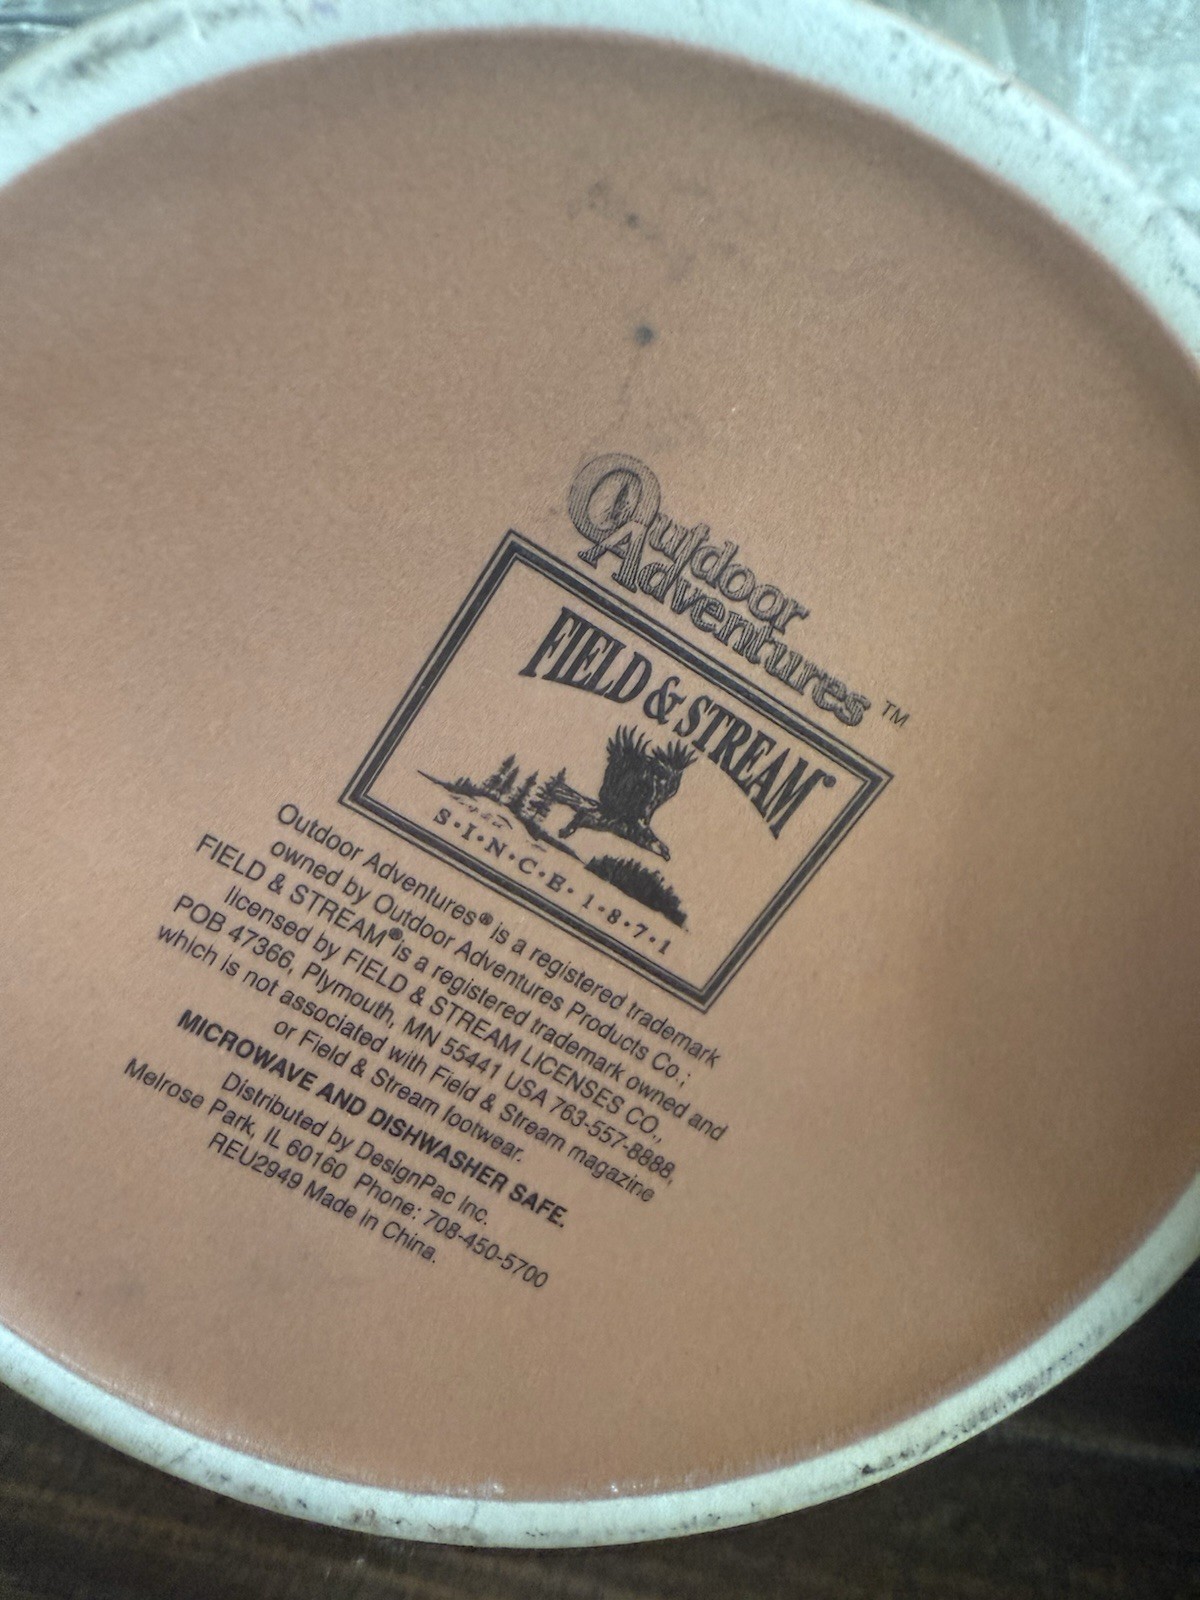 Outdoor
Adventures™
FIELD & STREAM®
S·I·N·C·E· 1·8·7·1
Outdoor Adventures® is a registered trademark
owned by Outdoor Adventures Products Co.;
FIELD & STREAM® is a registered trademark owned and
licensed by FIELD & STREAM LICENSES CO.,
POB 47366, Plymouth, MN 55441 USA 763-557-8888,
which is not associated with Field & Stream magazine
or Field & Stream footwear.
MICROWAVE AND DISHWASHER SAFE.
Distributed by DesignPac Inc.
Melrose Park, IL 60160 Phone: 708-450-5700
REU2949 Made in China.